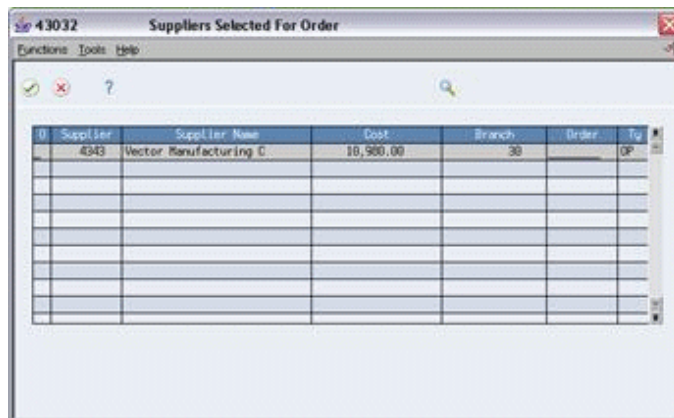 43032 Suppliers Selected For Order
Functions Tools Help
?
O Supplier Supplier Name Cost Branch Order Ty
4343 Vector Manufacturing C 10,980.00 30 OP